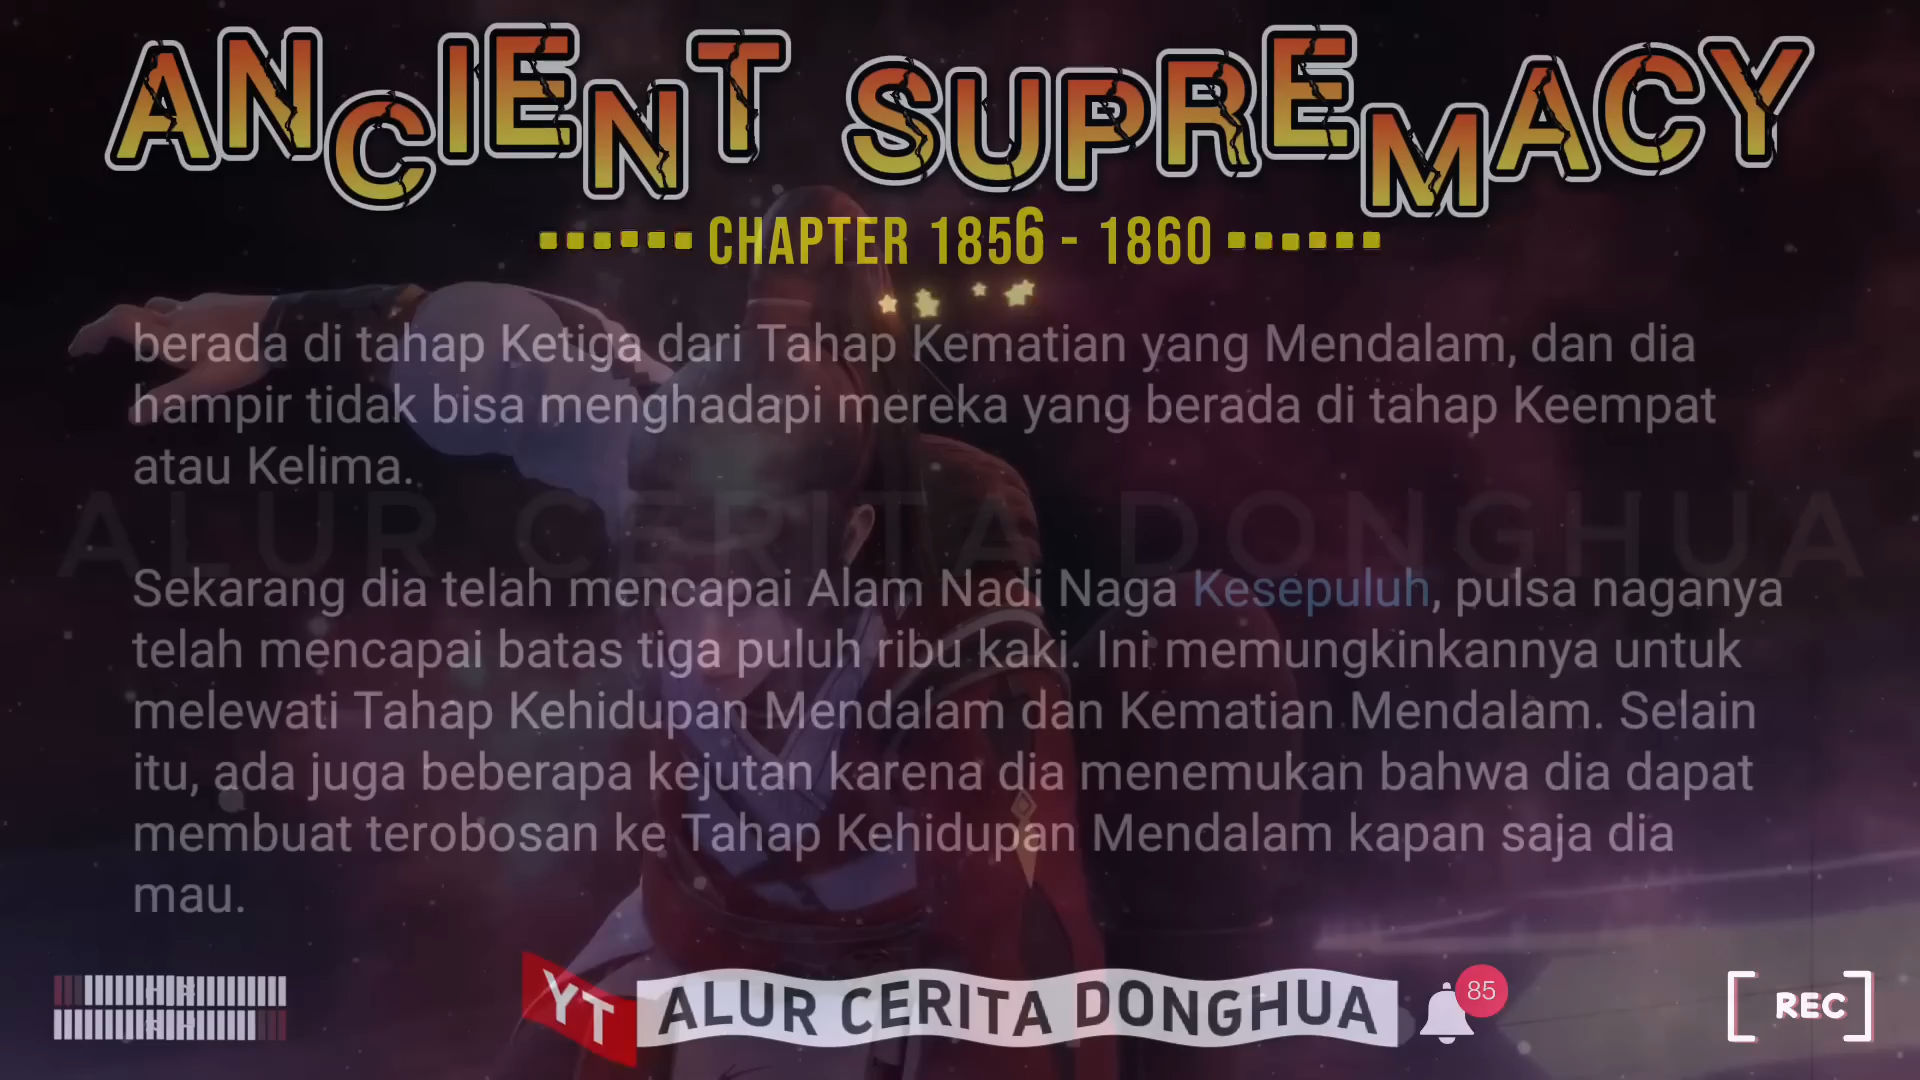 ANCIENT SUPREMACY
CHAPTER 1856 - 1860
berada di tahap Ketiga dari Tahap Kematian yang Mendalam, dan dia
hampir tidak bisa menghadapi mereka yang berada di tahap Keempat
atau Kelima.
ALUR CERITA DONGHUA
Sekarang dia telah mencapai Alam Nadi Naga Kesepuluh, pulsa naganya
telah mencapai batas tiga puluh ribu kaki. Ini memungkinkannya untuk
melewati Tahap Kehidupan Mendalam dan Kematian Mendalam. Selain
itu, ada juga beberapa kejutan karena dia menemukan bahwa dia dapat
membuat terobosan ke Tahap Kehidupan Mendalam kapan saja dia
mau.
YT ALUR CERITA DONGHUA 85
[REC]